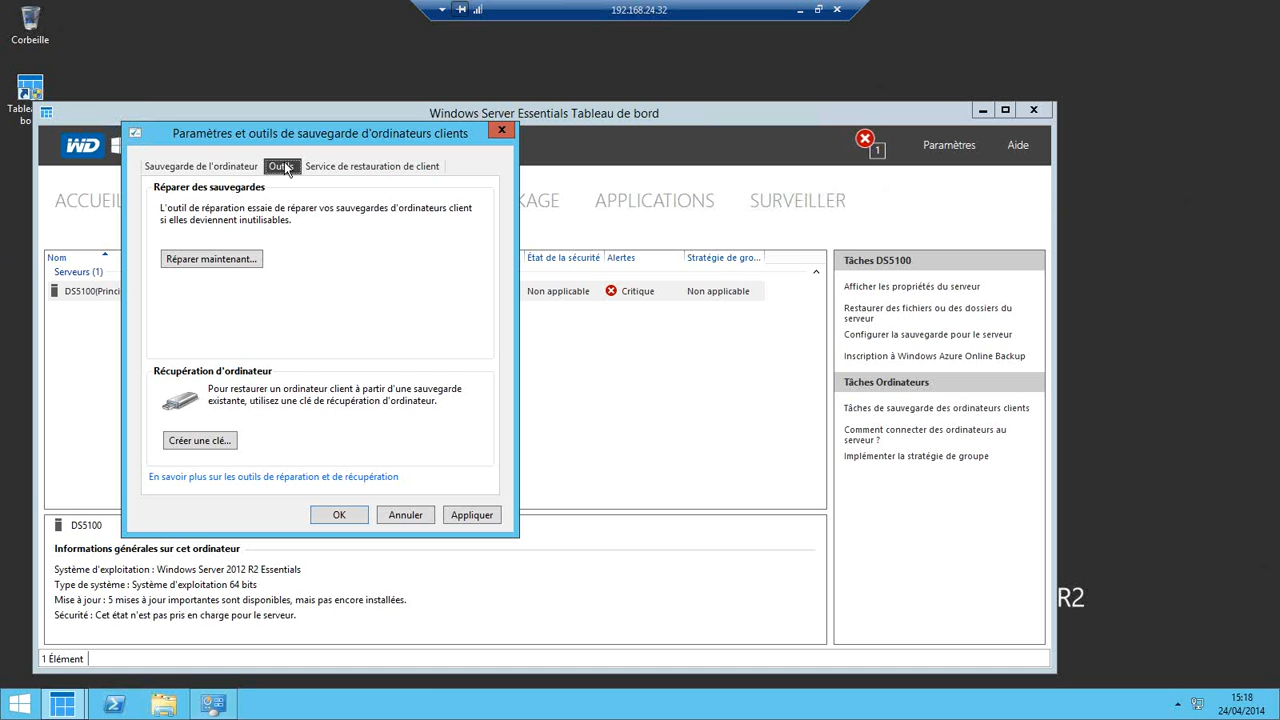 192.168.24.32
Corbeille
Windows Server Essentials Tableau de bord
WD
1
Paramètres
Aide
Paramètres et outils de sauvegarde d'ordinateurs clients
Sauvegarde de l'ordinateur
Service de restauration de client
APPLICATIONS
SURVEILLER
Réparer des sauvegardes
L'outil de réparation essaie de réparer vos sauvegardes d'ordinateurs client
si elles deviennent inutilisables.
Réparer maintenant...
Nom
État de la sécurité
Alertes
Stratégie de gro...
Serveurs (1)
DS5100(Princi
Non applicable
Critique
Non applicable
Tâches DS5100
Afficher les propriétés du serveur
Restaurer des fichiers ou des dossiers du
serveur
Configurer la sauvegarde pour le serveur
Inscription à Windows Azure Online Backup
Tâches Ordinateurs
Tâches de sauvegarde des ordinateurs clients
Comment connecter des ordinateurs au
serveur ?
Implémenter la stratégie de groupe
Récupération d'ordinateur
Pour restaurer un ordinateur client à partir d'une sauvegarde
existante, utilisez une clé de récupération d'ordinateur.
Créer une clé...
En savoir plus sur les outils de réparation et de récupération
OK
Annuler
Appliquer
DS5100
Informations générales sur cet ordinateur
Système d'exploitation : Windows Server 2012 R2 Essentials
Type de système : Système d'exploitation 64 bits
Mise à jour : 5 mises à jour importantes sont disponibles, mais pas encore installées.
Sécurité : Cet état n'est pas pris en charge pour le serveur.
R2
1 Élément
15:18
24/04/2014